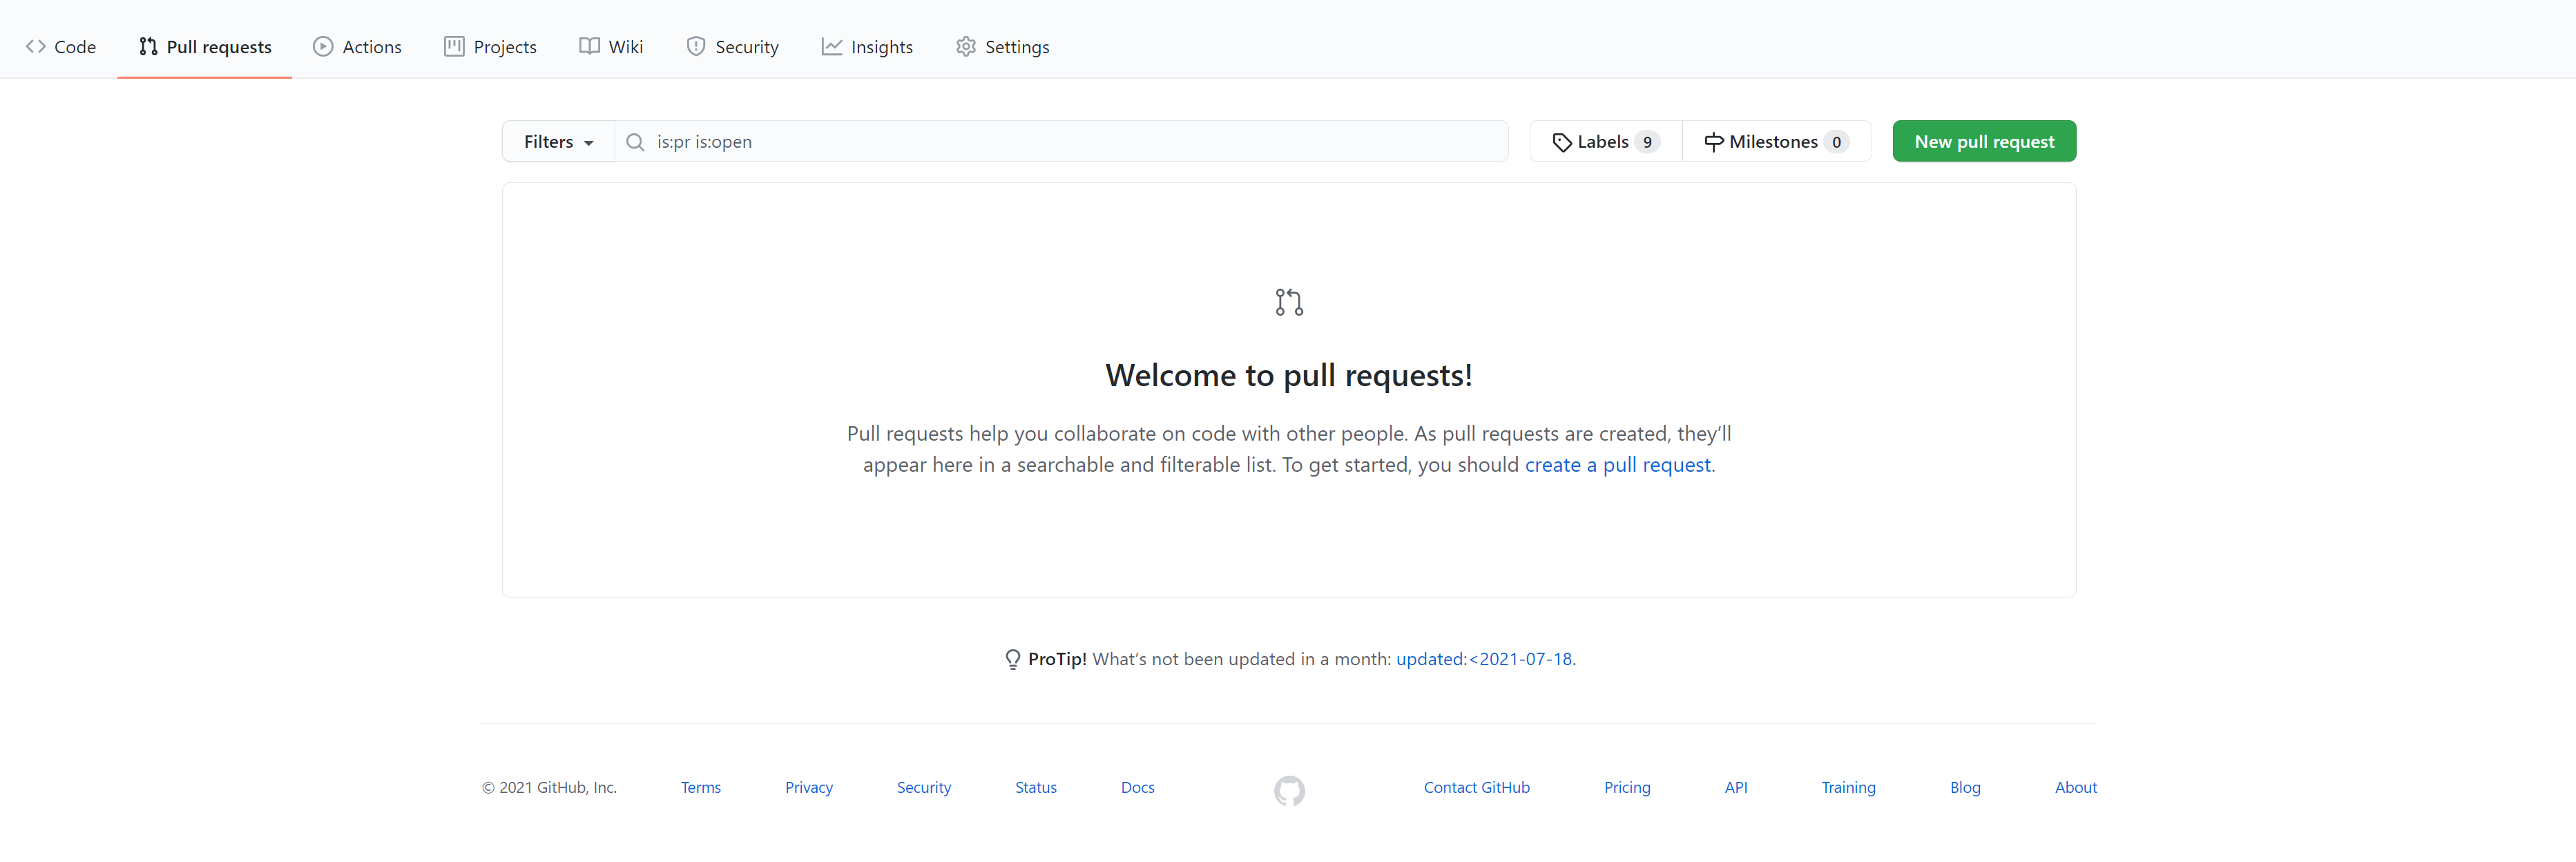 Code Pull requests Actions Projects Wiki Security Insights Settings
Filters is:pr is:open Labels 9 Milestones 0 New pull request
Welcome to pull requests!
Pull requests help you collaborate on code with other people. As pull requests are created, they’ll
appear here in a searchable and filterable list. To get started, you should create a pull request.
ProTip! What’s not been updated in a month: updated:<2021-07-18.
© 2021 GitHub, Inc. Terms Privacy Security Status Docs Contact GitHub Pricing API Training Blog About